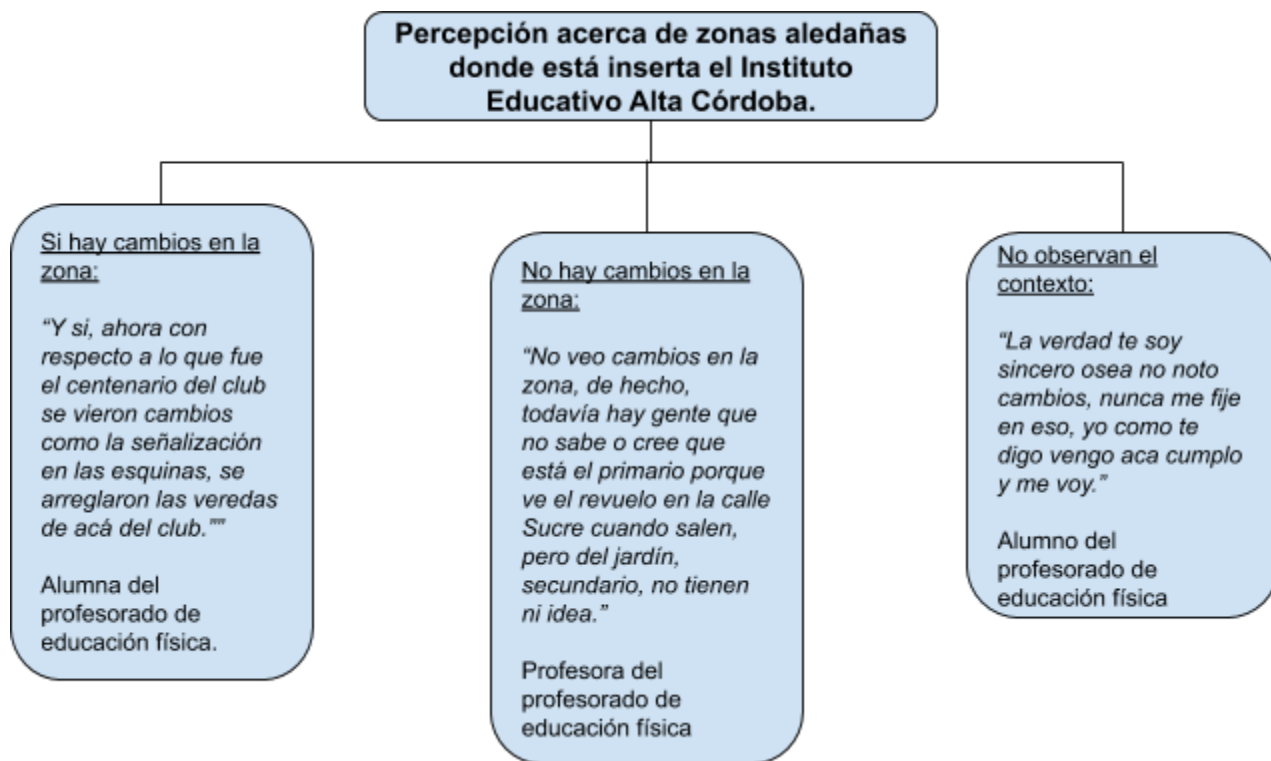 Percepción acerca de zonas aledañas
donde está inserta el Instituto
Educativo Alta Córdoba.
Si hay cambios en la
zona:
“Y si, ahora con
respecto a lo que fue
el centenario del club
se vieron cambios
como la señalización
en las esquinas, se
arreglaron las veredas
de acá del club.””
Alumna del
profesorado de
educación física.
No hay cambios en la
zona:
“No veo cambios en la
zona, de hecho,
todavía hay gente que
no sabe o cree que
está el primario porque
ve el revuelo en la calle
Sucre cuando salen,
pero del jardín,
secundario, no tienen
ni idea.”
Profesora del
profesorado de
educación física
No observan el
contexto:
“La verdad te soy
sincero osea no noto
cambios, nunca me fije
en eso, yo como te
digo vengo aca cumplo
y me voy.”
Alumno del
profesorado de
educación física